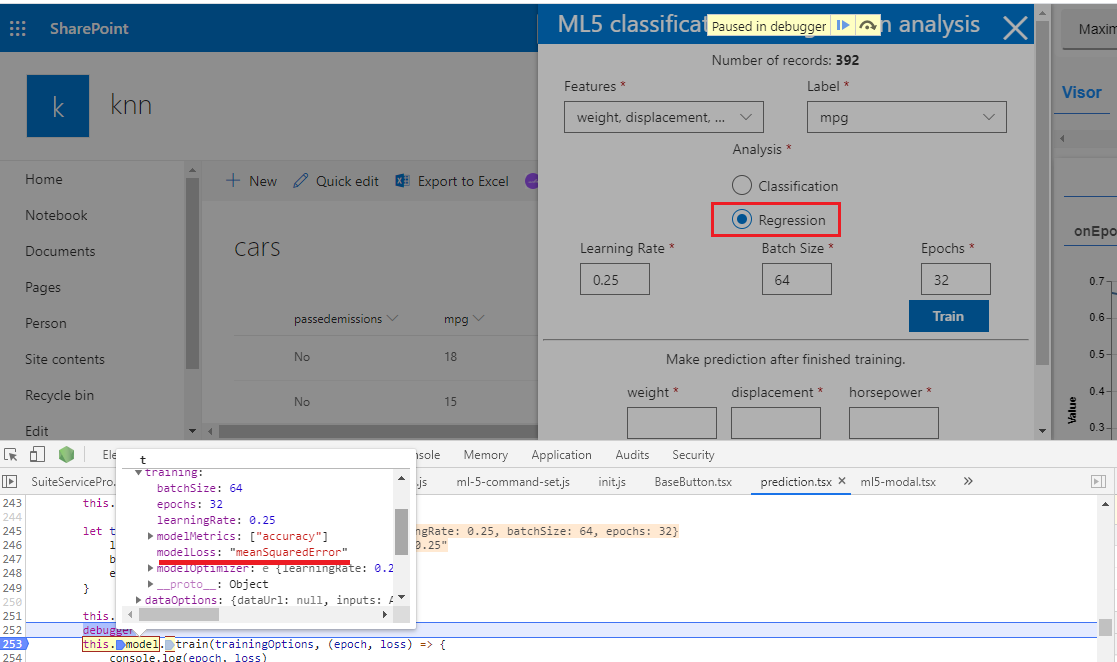 SharePoint
ML5 classificat
n analysis
Paused in debugger
Maxim
k
knn
Number of records: 392
Features *
Label *
weight, displacement, ...
mpg
Visor
Analysis *
Classification
Regression
Home
Notebook
Documents
Pages
Person
Site contents
Recycle bin
Edit
New
Quick edit
Export to Excel
cars
passedemissions
mpg
No
18
No
15
Learning Rate *
Batch Size *
Epochs *
0.25
64
32
Train
Make prediction after finished training.
weight *
displacement *
horsepower *
onEpo
0.7
0.6
0.5
0.4
0.3
Value
Ele
nsole
Memory
Application
Audits
Security
SuiteServicePro.
.js
ml-5-command-set.js
init.js
BaseButton.tsx
prediction.tsx ×
ml5-modal.tsx
»
t
training:
batchSize: 64
epochs: 32
learningRate: 0.25
modelMetrics: ["accuracy"]
modelLoss: "meanSquaredError"
modelOptimizer: e {learningRate: 0.2
__proto__: Object
dataOptions: {dataUrl: null, inputs: A
243 this.
244
245 let t
ngRate: 0.25, batchSize: 64, epochs: 32}
246 l
0.25"
247 b
248 e
249 }
250
251 this.
252 debugger
253 this.model.train(trainingOptions, (epoch, loss) => {
254 console.log(epoch, loss)